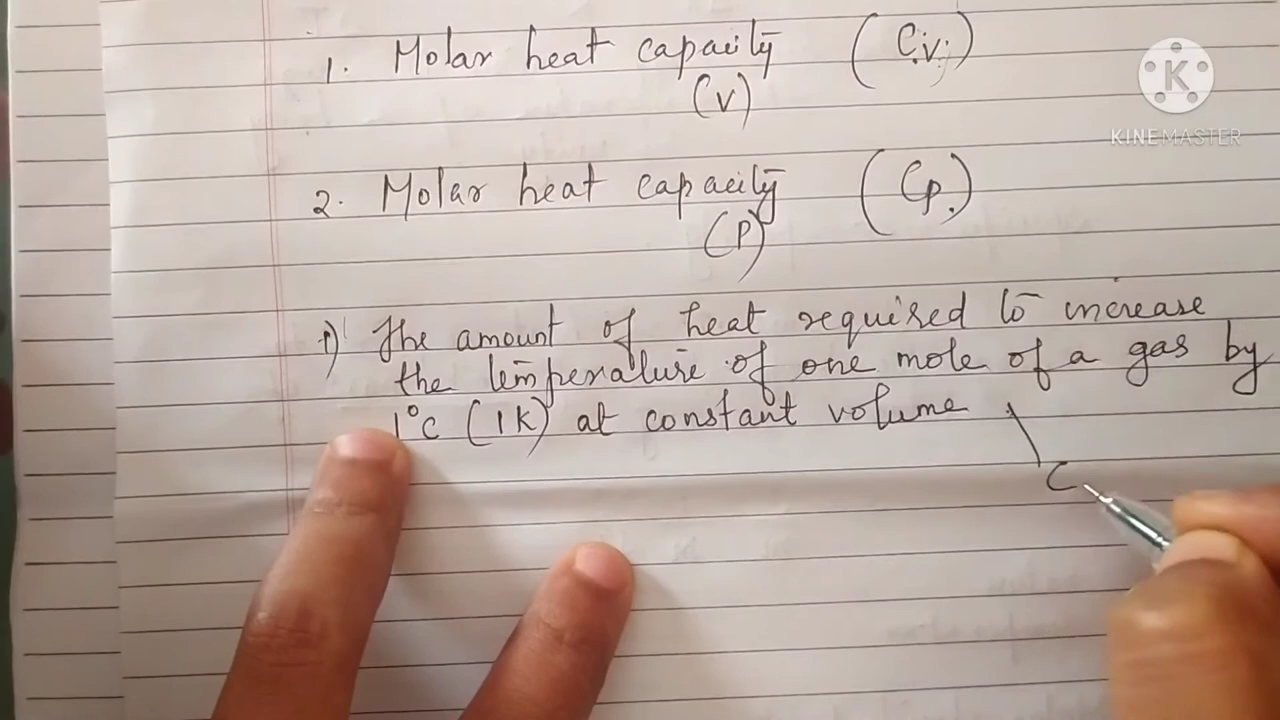 1. Molar heat capacity (C.V.)
(V)
K
KINEMASTER
2. Molar heat capacity (Cp.)
(P)
1) The amount of heat required to increase
the temperature of one mole of a gas by
1°C (1K) at constant volume
C